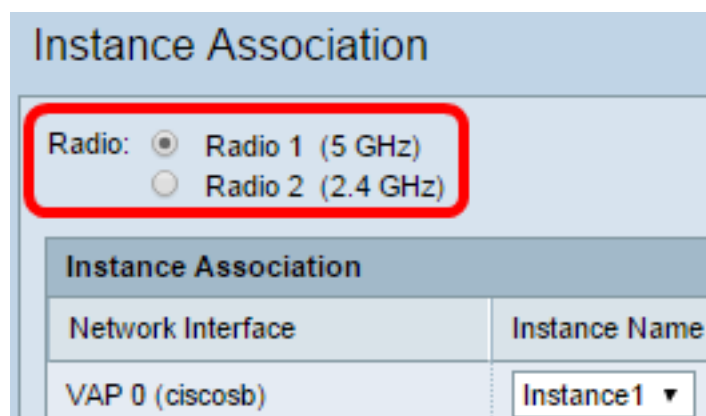 Instance Association
Radio: Radio 1 (5 GHz)
Radio 2 (2.4 GHz)
Instance Association
Network Interface Instance Name
VAP 0 (ciscosb) Instance1